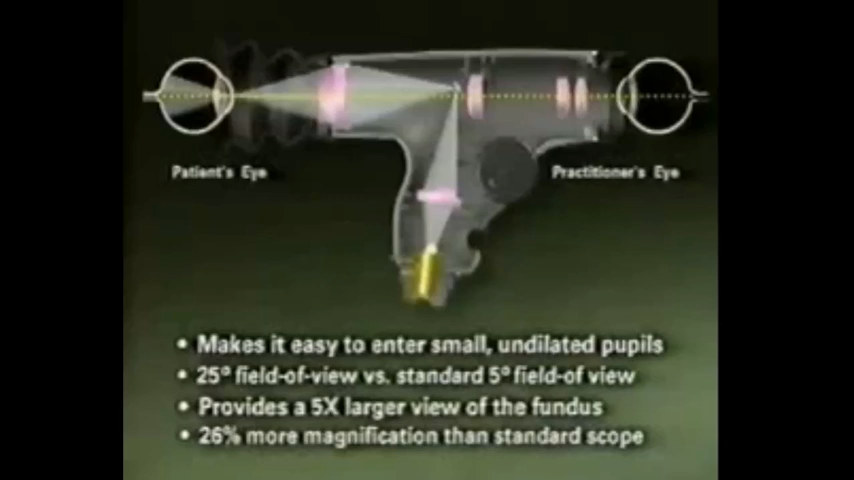 Patient's Eye
Practitioner's Eye
• Makes it easy to enter small, undilated pupils
• 25° field-of-view vs. standard 5° field-of view
• Provides a 5X larger view of the fundus
• 26% more magnification than standard scope